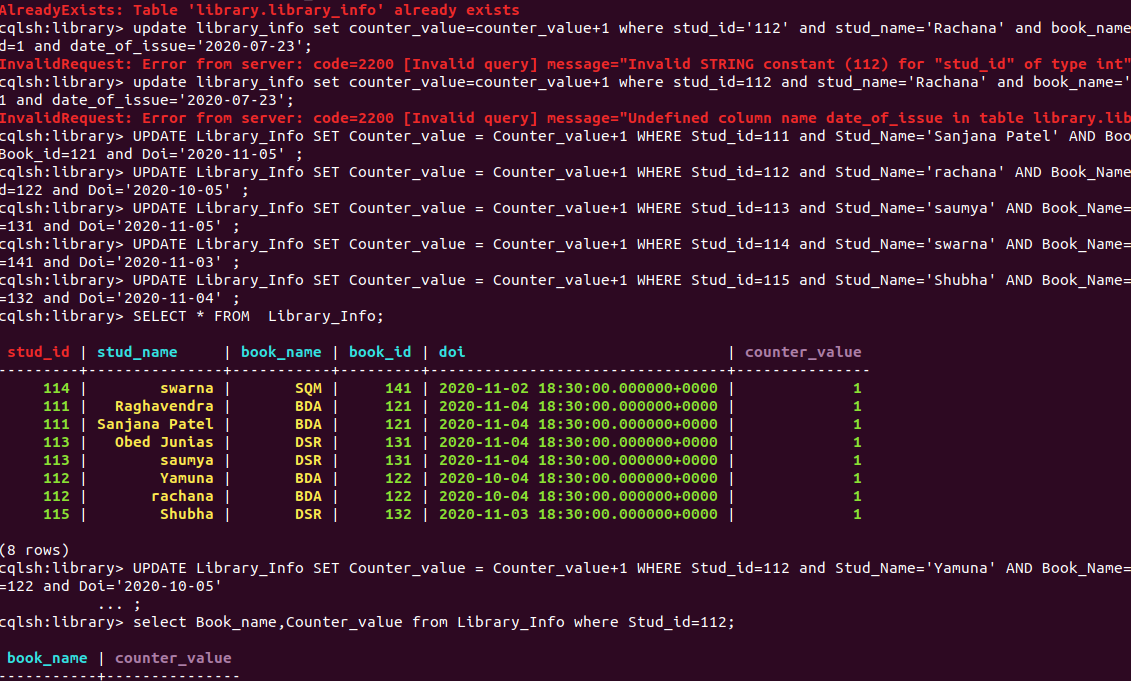 AlreadyExists: Table 'library.library_info' already exists
cqlsh:library> update library_info set counter_value=counter_value+1 where stud_id='112' and stud_name='Rachana' and book_name
d=1 and date_of_issue='2020-07-23';
InvalidRequest: Error from server: code=2200 [Invalid query] message="Invalid STRING constant (112) for "stud_id" of type int"
cqlsh:library> update library_info set counter_value=counter_value+1 where stud_id=112 and stud_name='Rachana' and book_name='
1 and date_of_issue='2020-07-23';
InvalidRequest: Error from server: code=2200 [Invalid query] message="Undefined column name date_of_issue in table library.lib
cqlsh:library> UPDATE Library_Info SET Counter_value = Counter_value+1 WHERE Stud_id=111 and Stud_Name='Sanjana Patel' AND Boo
Book_id=121 and Doi='2020-11-05' ;
cqlsh:library> UPDATE Library_Info SET Counter_value = Counter_value+1 WHERE Stud_id=112 and Stud_Name='rachana' AND Book_Name
d=122 and Doi='2020-10-05' ;
cqlsh:library> UPDATE Library_Info SET Counter_value = Counter_value+1 WHERE Stud_id=113 and Stud_Name='saumya' AND Book_Name=
=131 and Doi='2020-11-05' ;
cqlsh:library> UPDATE Library_Info SET Counter_value = Counter_value+1 WHERE Stud_id=114 and Stud_Name='swarna' AND Book_Name=
=141 and Doi='2020-11-03' ;
cqlsh:library> UPDATE Library_Info SET Counter_value = Counter_value+1 WHERE Stud_id=115 and Stud_Name='Shubha' AND Book_Name=
=132 and Doi='2020-11-04' ;
cqlsh:library> SELECT * FROM  Library_Info;
 stud_id | stud_name     | book_name | book_id | doi                             | counter_value
---------+---------------+-----------+---------+---------------------------------+---------------
     114 |        swarna |       SQM |     141 | 2020-11-02 18:30:00.000000+0000 |             1
     111 |   Raghavendra |       BDA |     121 | 2020-11-04 18:30:00.000000+0000 |             1
     111 | Sanjana Patel |       BDA |     121 | 2020-11-04 18:30:00.000000+0000 |             1
     113 |   Obed Junias |       DSR |     131 | 2020-11-04 18:30:00.000000+0000 |             1
     113 |        saumya |       DSR |     131 | 2020-11-04 18:30:00.000000+0000 |             1
     112 |        Yamuna |       BDA |     122 | 2020-10-04 18:30:00.000000+0000 |             1
     112 |       rachana |       BDA |     122 | 2020-10-04 18:30:00.000000+0000 |             1
     115 |        Shubha |       DSR |     132 | 2020-11-03 18:30:00.000000+0000 |             1
(8 rows)
cqlsh:library> UPDATE Library_Info SET Counter_value = Counter_value+1 WHERE Stud_id=112 and Stud_Name='Yamuna' AND Book_Name=
=122 and Doi='2020-10-05'
           ... ;
cqlsh:library> select Book_name,Counter_value from Library_Info where Stud_id=112;
 book_name | counter_value
-----------+---------------